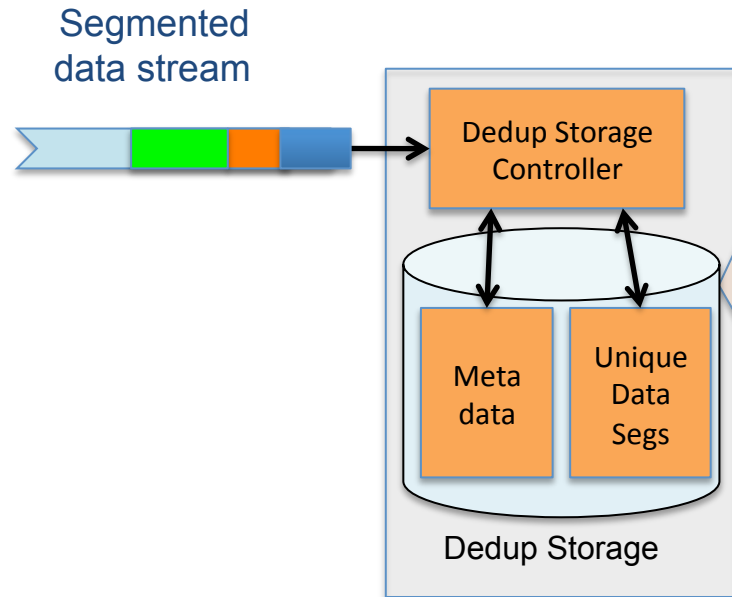 Segmented
data stream
Dedup Storage
Controller
Meta
data
Unique
Data
Segs
Dedup Storage